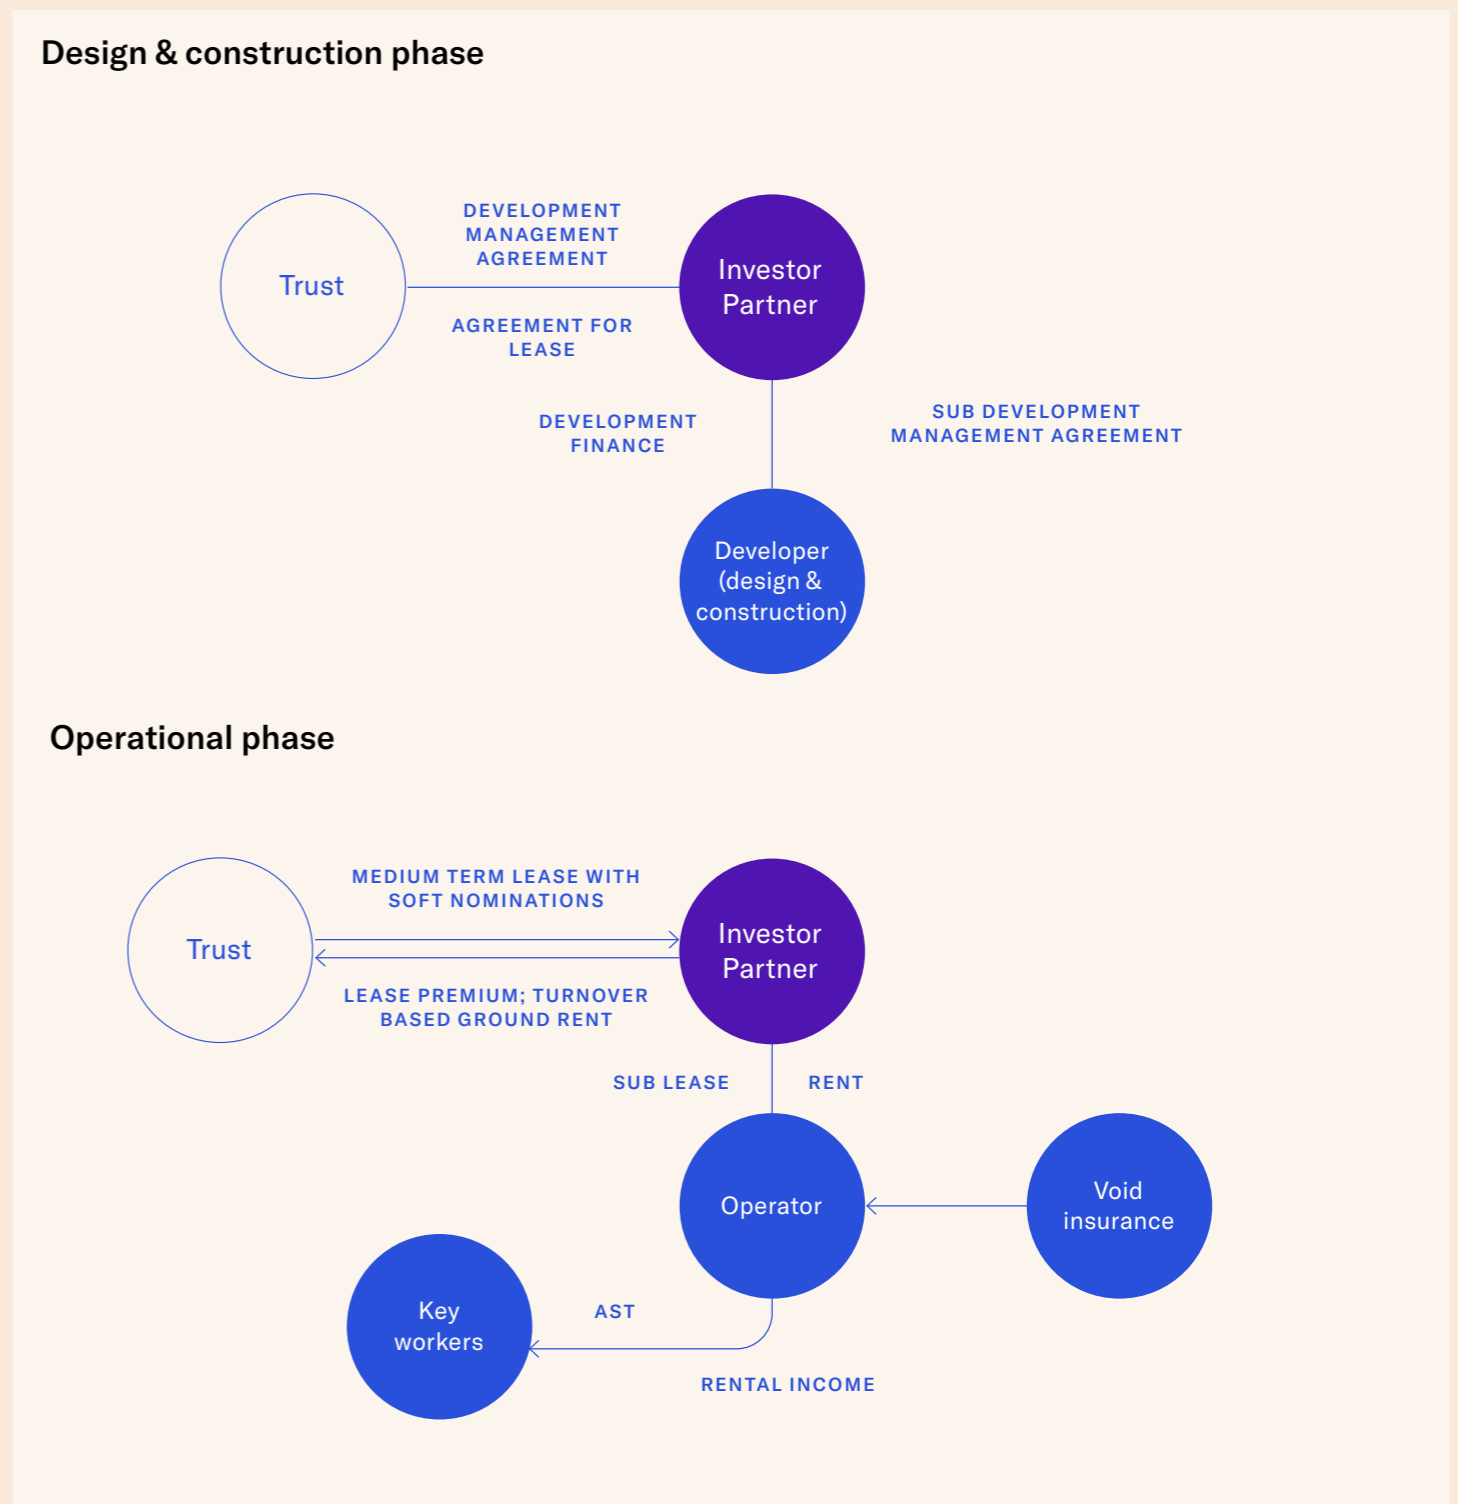 Design & construction phase
DEVELOPMENT
MANAGEMENT
AGREEMENT
Trust
Investor
Partner
AGREEMENT FOR
LEASE
DEVELOPMENT
FINANCE
SUB DEVELOPMENT
MANAGEMENT AGREEMENT
Developer
(design &
construction)
Operational phase
MEDIUM TERM LEASE WITH
SOFT NOMINATIONS
Trust
Investor
Partner
LEASE PREMIUM; TURNOVER
BASED GROUND RENT
SUB LEASE
RENT
Operator
Void
insurance
Key
workers
AST
RENTAL INCOME